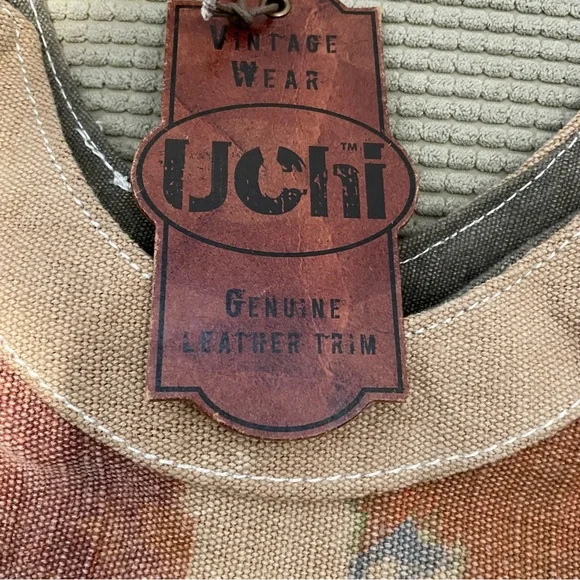 Vintage
Wear
UChi™
Genuine
Leather Trim